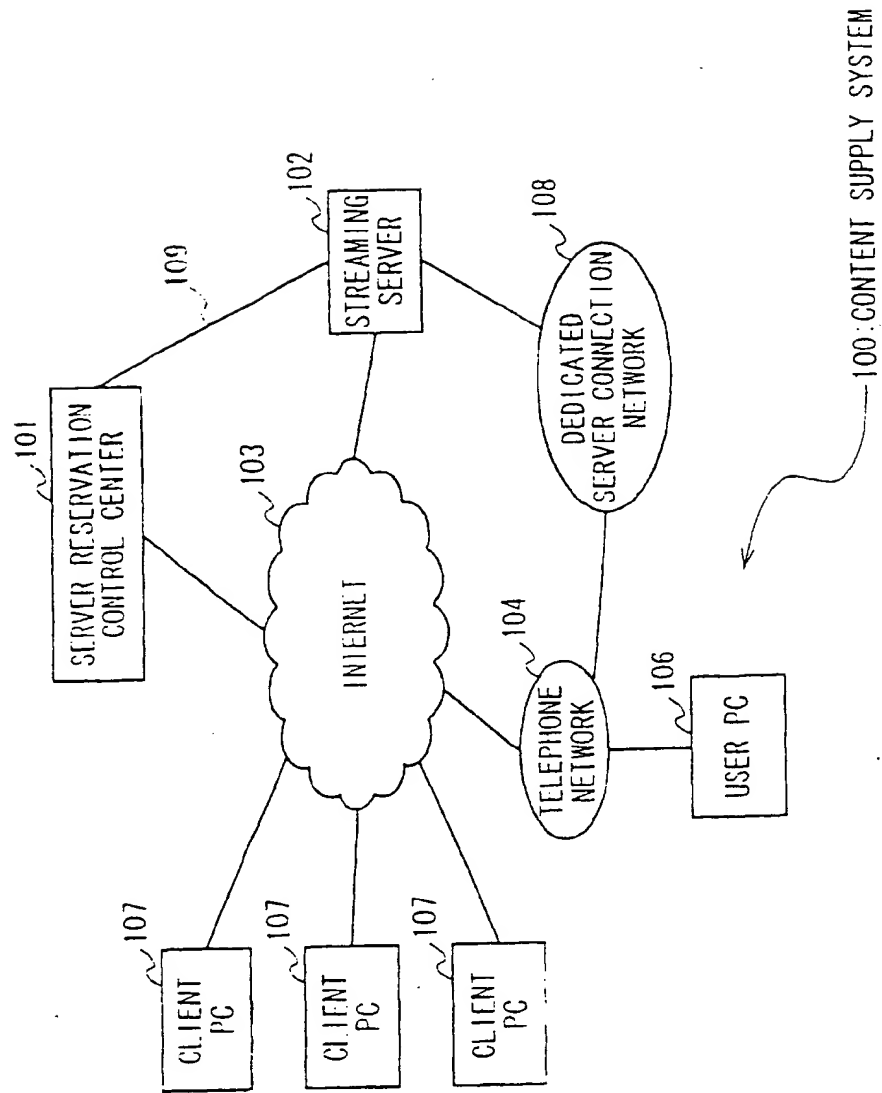 101
SERVER RESERVATION
CONTROL CENTER
109
102
STREAMING
SERVER
103
INTERNET
107
CLIENT
PC
107
CLIENT
PC
107
CLIENT
PC
104
TELEPHONE
NETWORK
106
USER PC
108
DEDICATED
SERVER CONNECTION
NETWORK
100:CONTENT SUPPLY SYSTEM